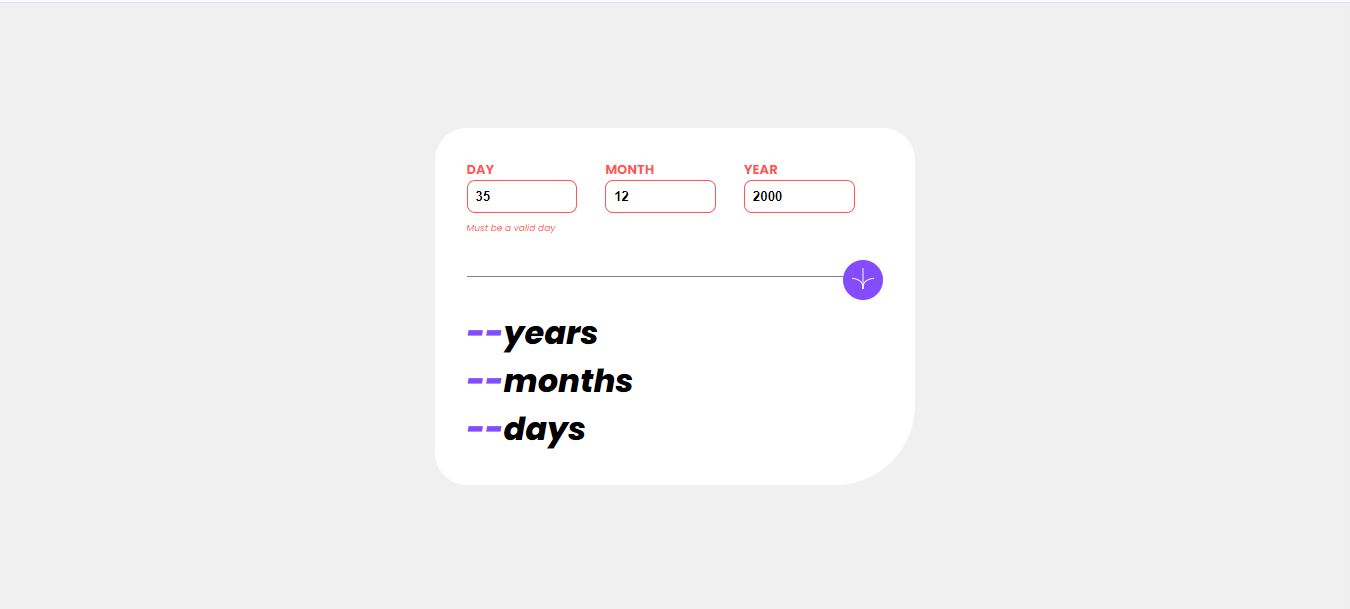 DAY MONTH YEAR
35 12 2000
Must be a valid day
--years
--months
--days